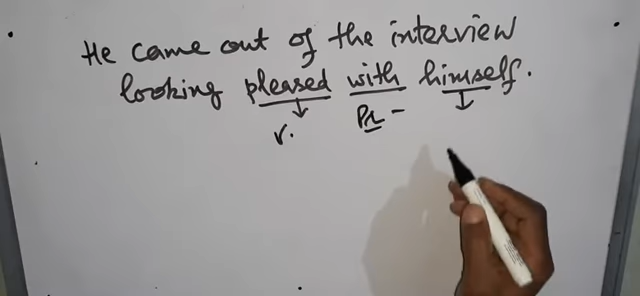 He came out of the interview
looking pleased with himself.
v. Pr -